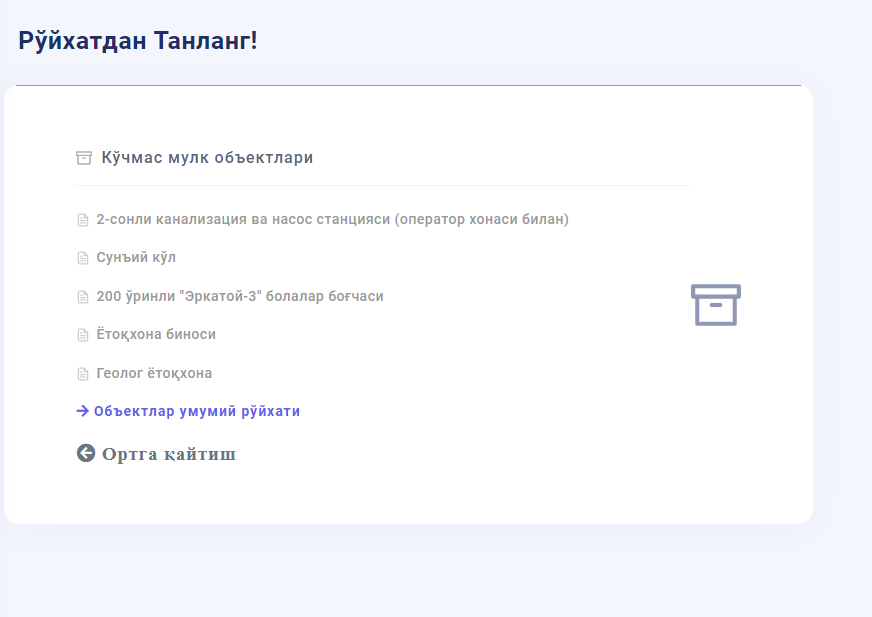 Рўйхатдан Танланг!
Кўчмас мулк объектлари
2-сонли канализация ва насос станцияси (оператор хонаси билан)
Сунъий кўл
200 ўринли "Эркатой-3" болалар боғчаси
Ётоқхона биноси
Геолог ётоқхона
Объектлар умумий рўйхати
Ортга қайтиш